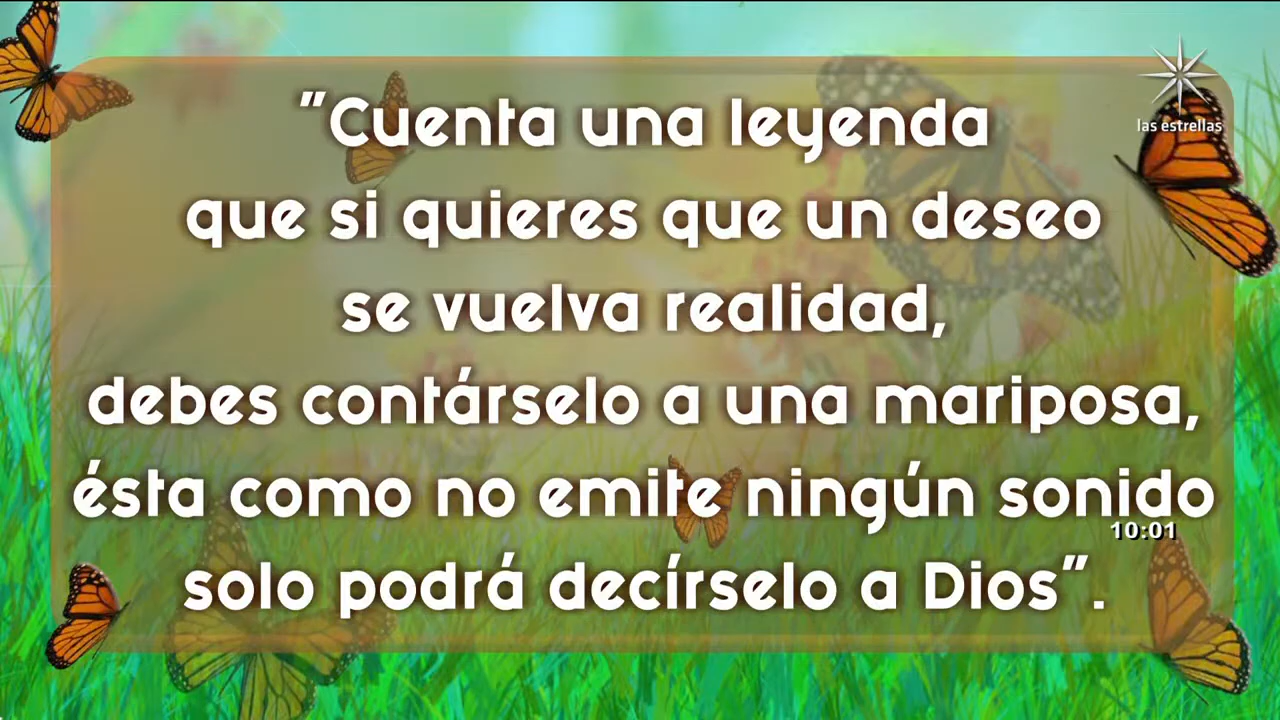 "Cuenta una leyenda
que si quieres que un deseo
se vuelva realidad,
debes contárselo a una mariposa,
ésta como no emite ningún sonido
solo podrá decírselo a Dios".
las estrellas
10:01